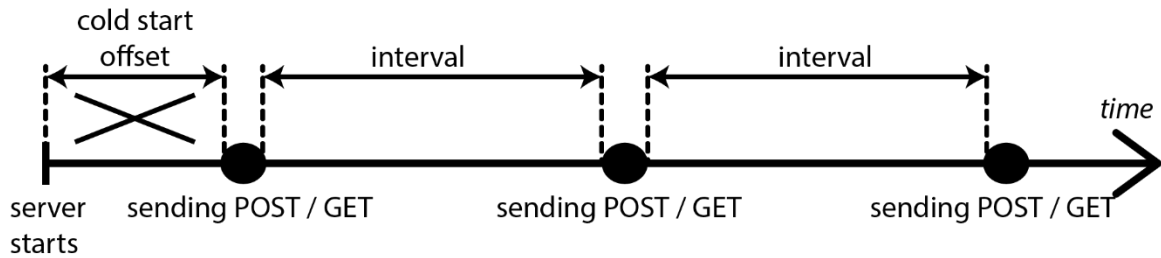 cold start
offset
interval
interval
time
server
starts
sending POST / GET
sending POST / GET
sending POST / GET